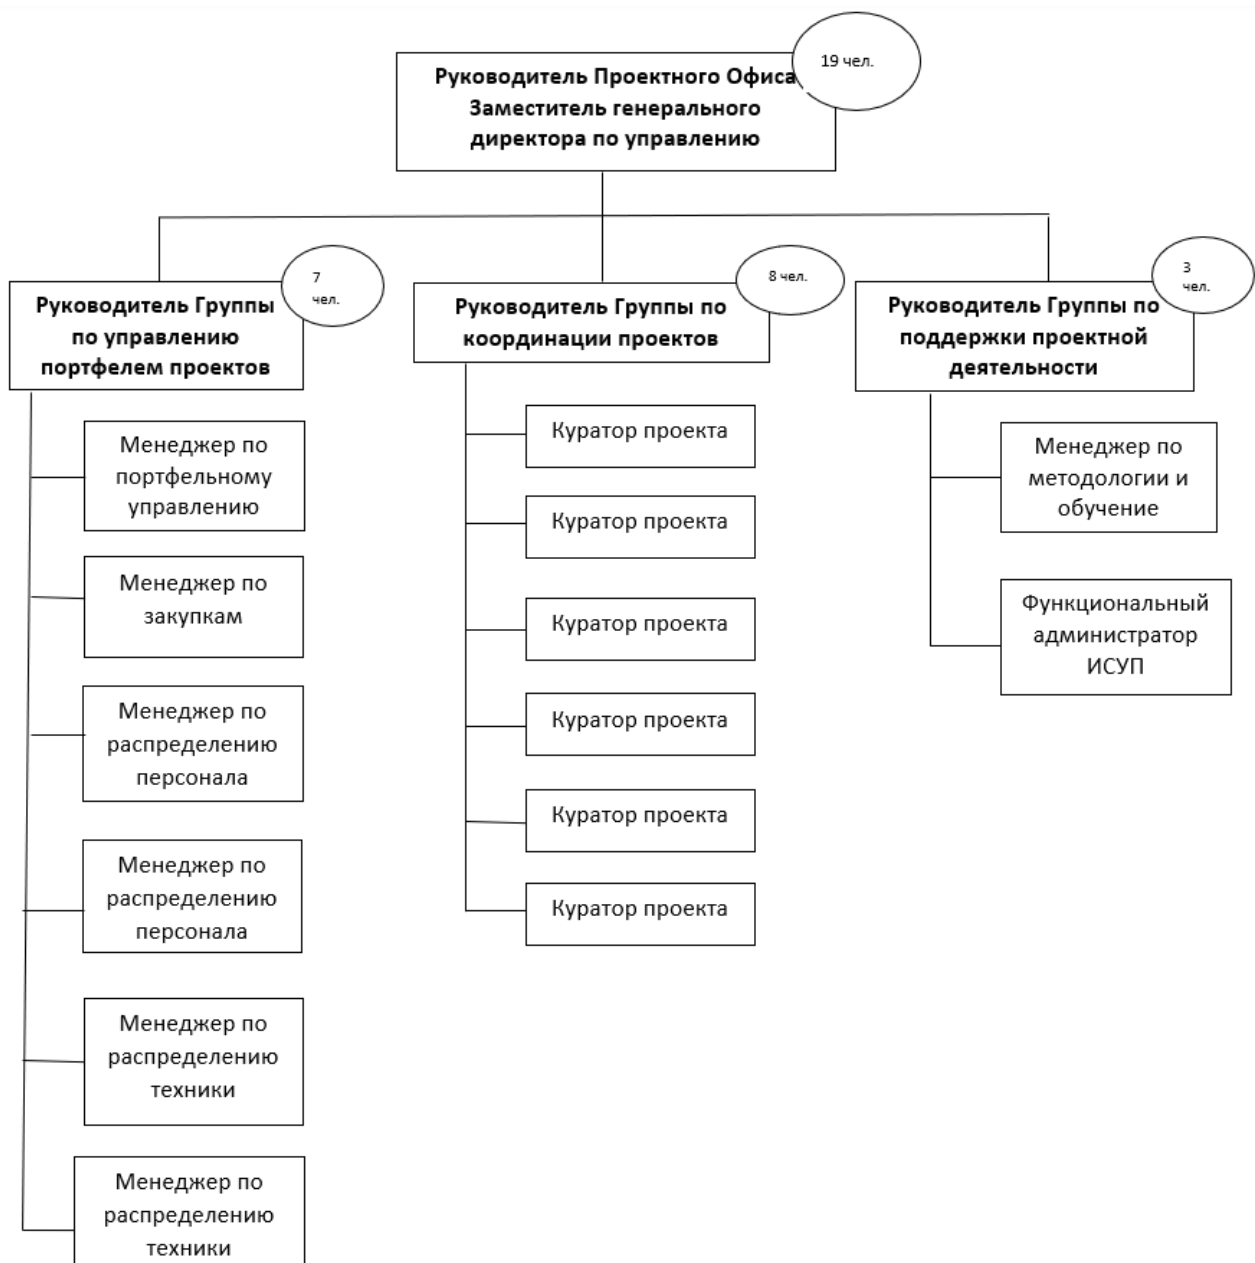 19 чел.
Руководитель Проектного Офиса
Заместитель генерального
директора по управлению
7
чел.
Руководитель Группы
по управлению
портфелем проектов
Менеджер по
портфельному
управлению
Менеджер по
закупкам
Менеджер по
распределению
персонала
Менеджер по
распределению
персонала
Менеджер по
распределению
техники
Менеджер по
распределению
техники
8 чел.
Руководитель Группы по
координации проектов
Куратор проекта
Куратор проекта
Куратор проекта
Куратор проекта
Куратор проекта
Куратор проекта
3
чел.
Руководитель Группы по
поддержки проектной
деятельности
Менеджер по
методологии и
обучение
Функциональный
администратор
ИСУП